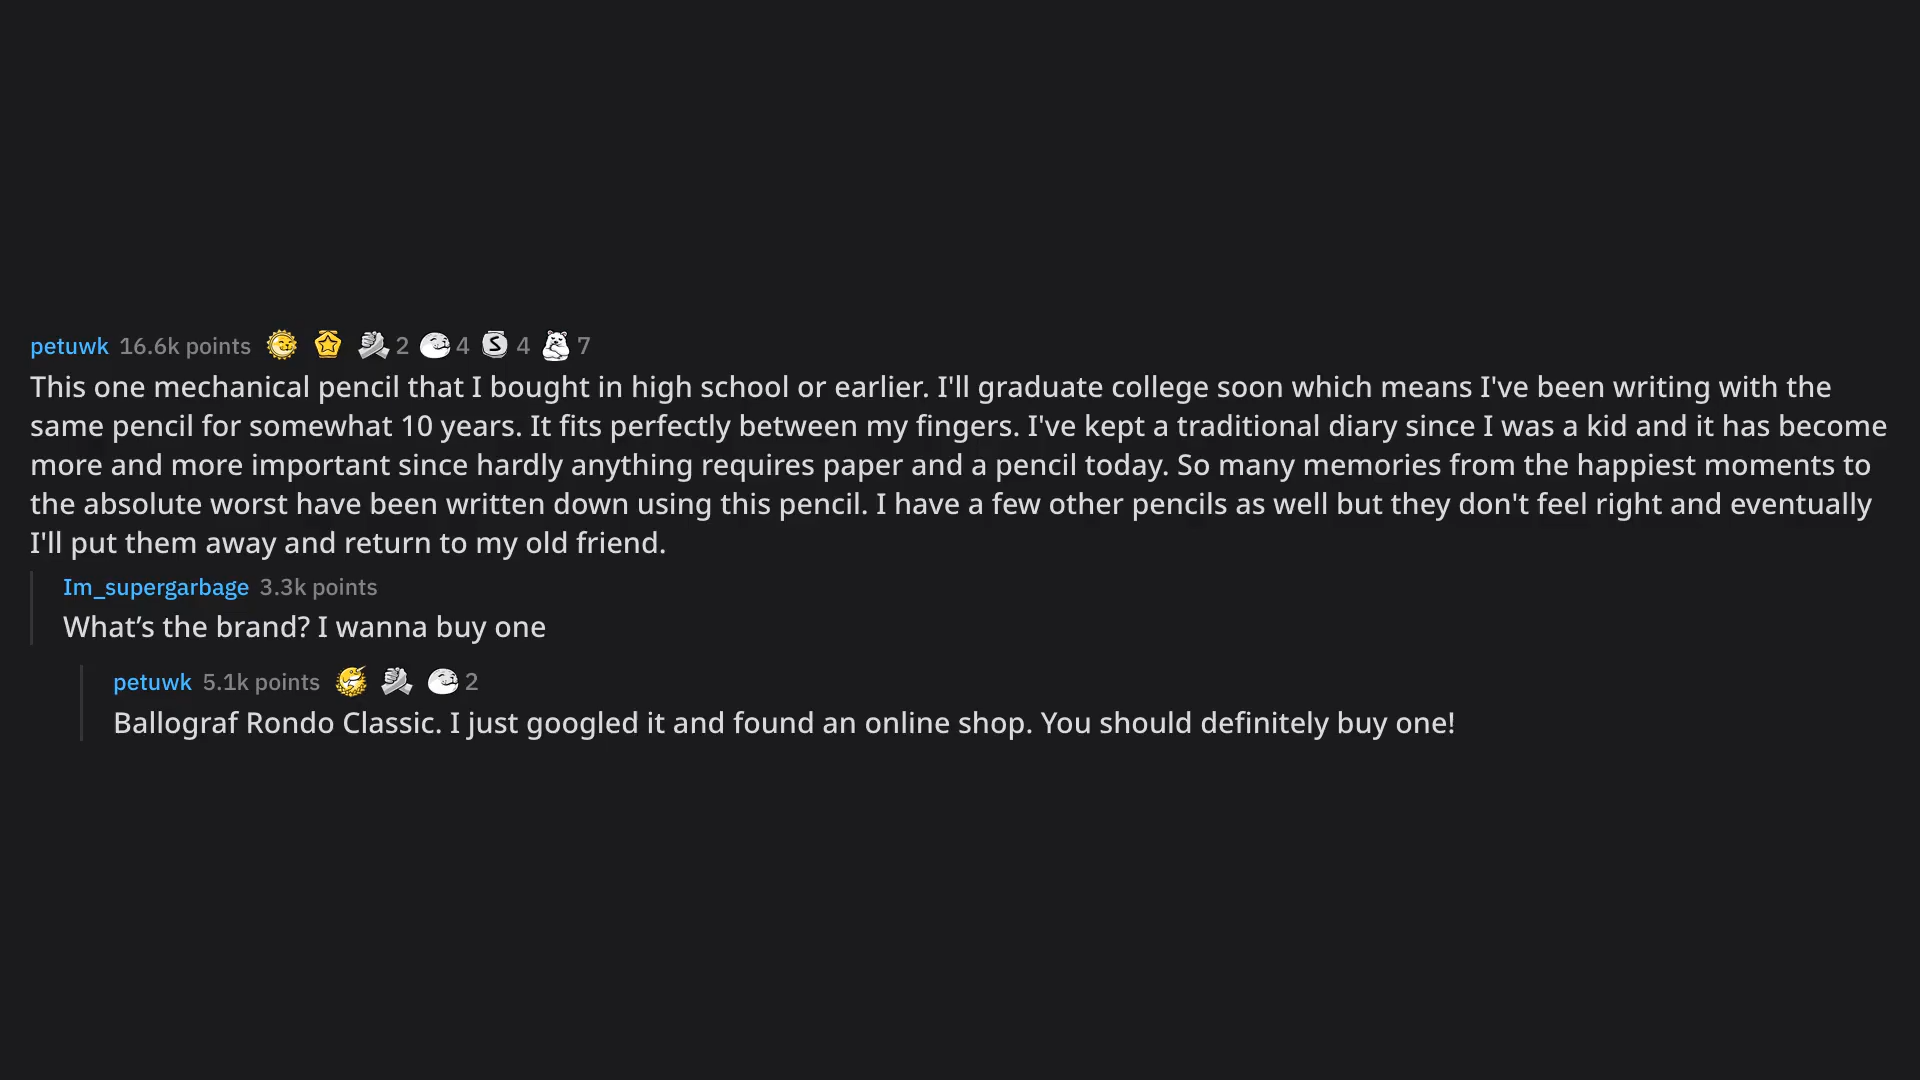 petuwk 16.6k points 2 4 S 4 7
This one mechanical pencil that I bought in high school or earlier. I'll graduate college soon which means I've been writing with the
same pencil for somewhat 10 years. It fits perfectly between my fingers. I've kept a traditional diary since I was a kid and it has become
more and more important since hardly anything requires paper and a pencil today. So many memories from the happiest moments to
the absolute worst have been written down using this pencil. I have a few other pencils as well but they don't feel right and eventually
I'll put them away and return to my old friend.
Im_supergarbage 3.3k points
What’s the brand? I wanna buy one
petuwk 5.1k points 2
Ballograf Rondo Classic. I just googled it and found an online shop. You should definitely buy one!